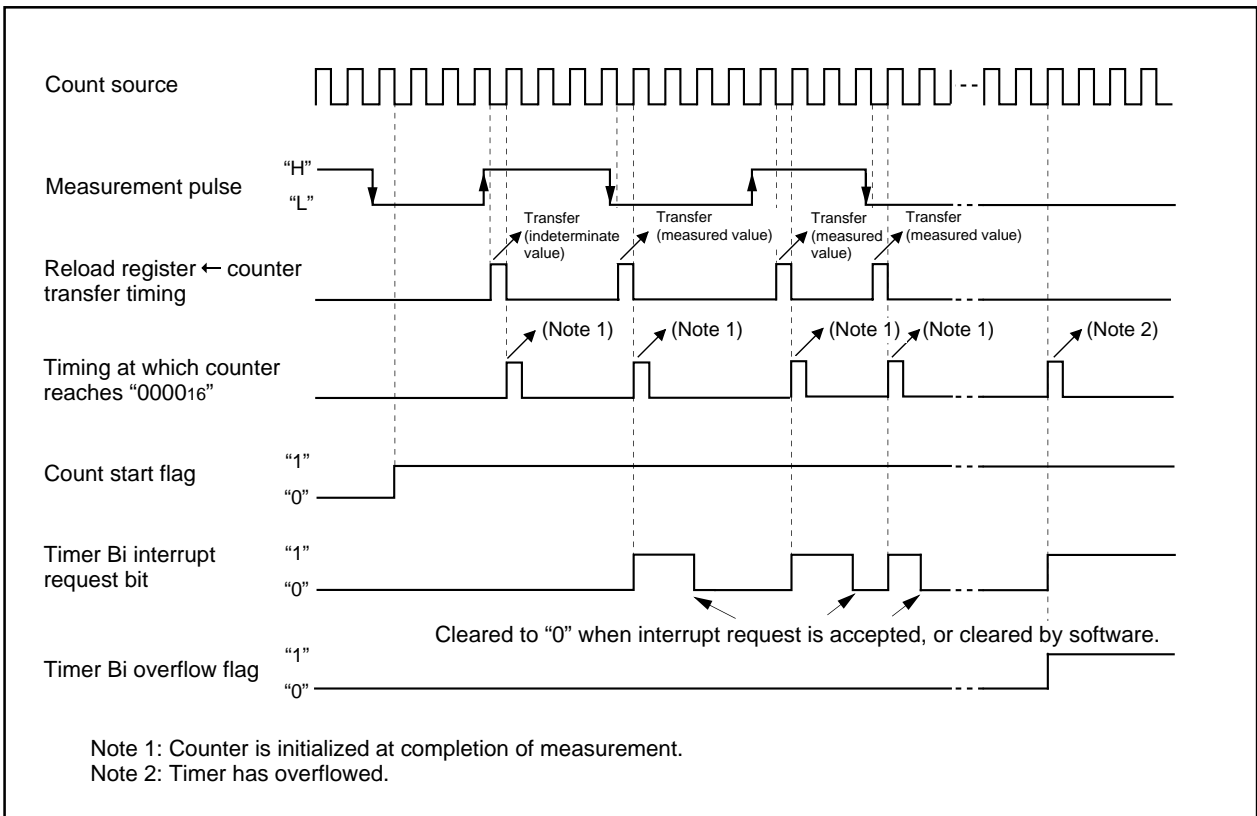 Count source
Measurement pulse
“H”
“L”
Transfer
(indeterminate
value)
Transfer
(measured value)
Transfer
(measured
value)
Transfer
(measured value)
Reload register ← counter
transfer timing
(Note 1)
(Note 1)
(Note 1)
(Note 1)
(Note 2)
Timing at which counter
reaches “000016”
Count start flag
“1”
“0”
Timer Bi interrupt
request bit
“1”
“0”
Cleared to “0” when interrupt request is accepted, or cleared by software.
Timer Bi overflow flag
“1”
“0”
Note 1: Counter is initialized at completion of measurement.
Note 2: Timer has overflowed.